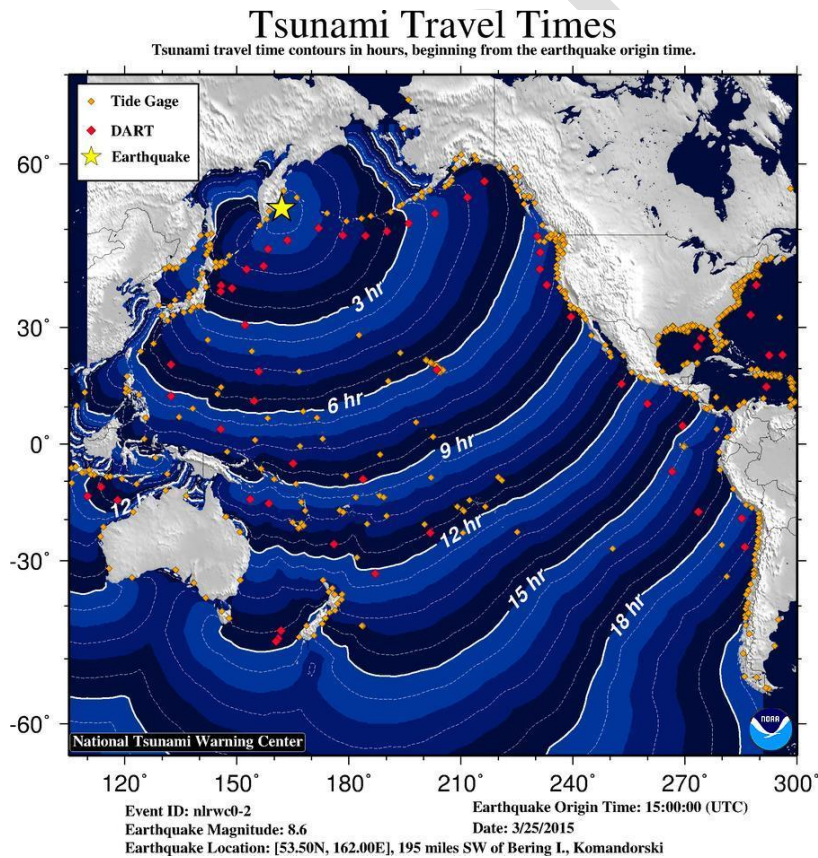 Tsunami Travel Times
Tsunami travel time contours in hours, beginning from the earthquake origin time.
Tide Gage
DART
Earthquake
60°
30°
0°
-30°
-60°
3 hr
6 hr
9 hr
12 hr
12 h
15 hr
18 hr
National Tsunami Warning Center
NOAA
120° 150° 180° 210° 240° 270° 300°
Event ID: nlrwc0-2
Earthquake Origin Time: 15:00:00 (UTC)
Earthquake Magnitude: 8.6
Date: 3/25/2015
Earthquake Location: [53.50N, 162.00E], 195 miles SW of Bering I., Komandorski